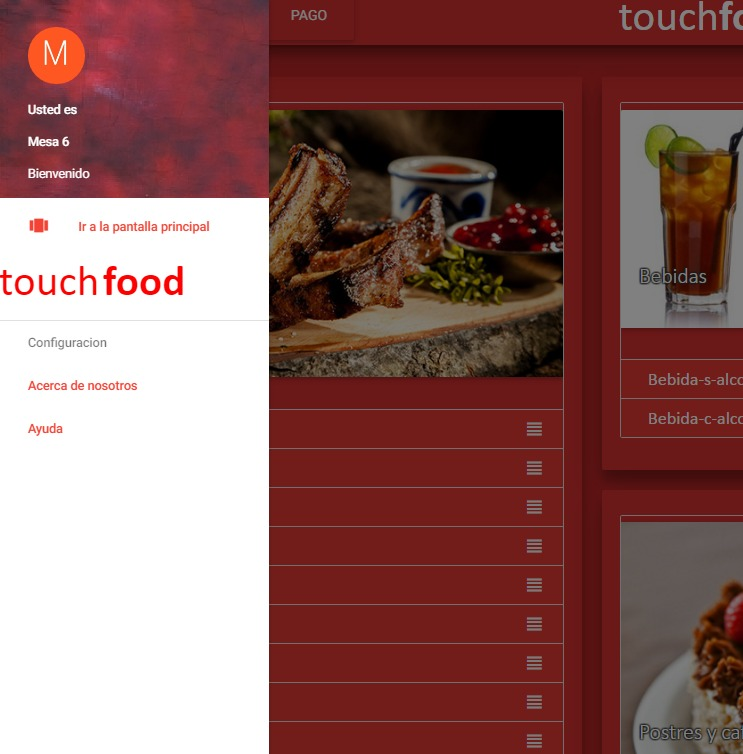 M
Usted es
Mesa 6
Bienvenido
Ir a la pantalla principal
touchfood
Configuracion
Acerca de nosotros
Ayuda
PAGO
touchfo
Bebidas
Bebida-s-alco
Bebida-c-alco
Postres y caf